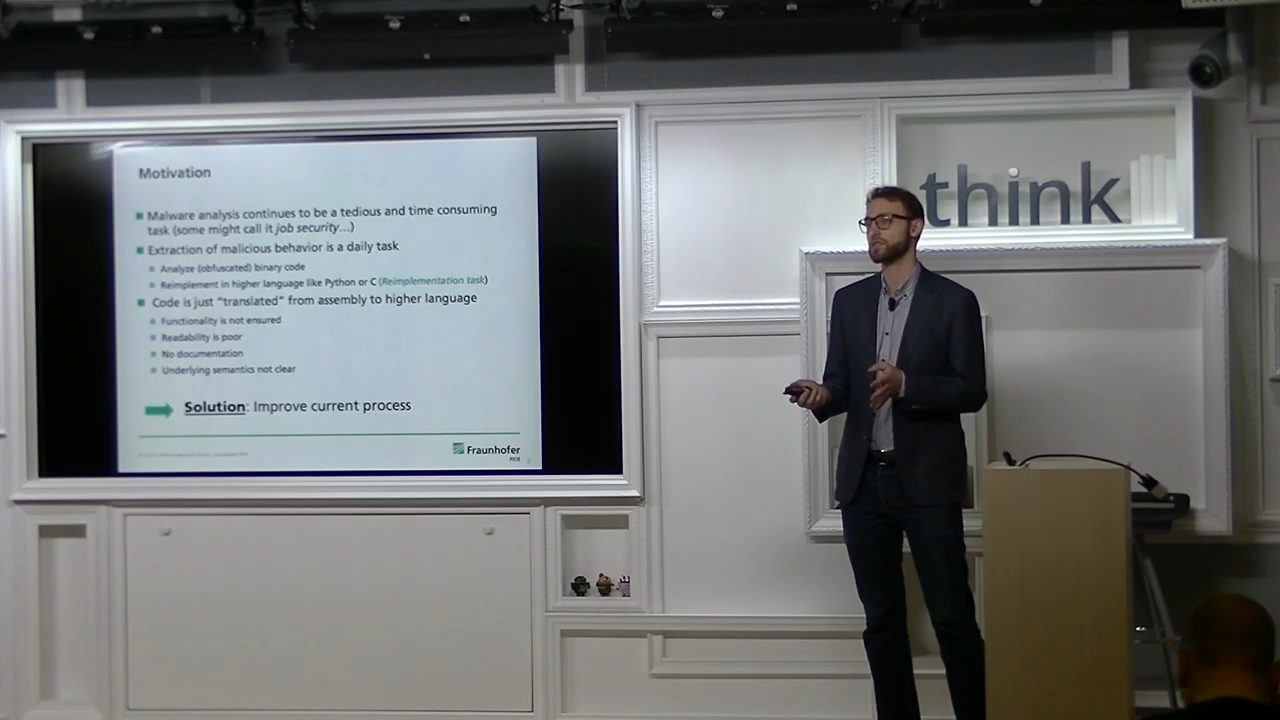 Motivation
Malware analysis continues to be a tedious and time consuming
task (some might call it job security...)
Extraction of malicious behavior is a daily task
Analyze (obfuscated) binary code
Reimplement in higher language like Python or C (Reimplementation task)
Code is just "translated" from assembly to higher language
Functionality is not ensured
Readability is poor
No documentation
Underlying semantics not clear
Solution: Improve current process
Fraunhofer
FKIE
think